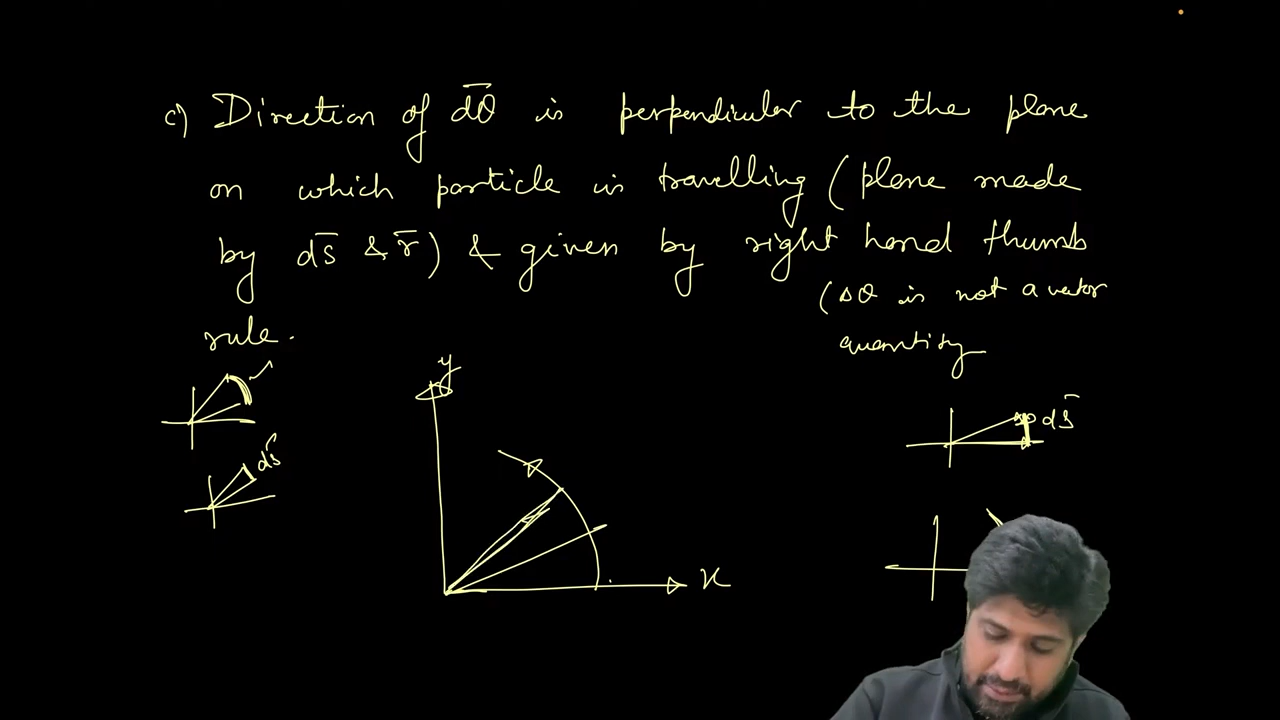 c) Direction of d̅θ̅ is perpendicular to the plane
on which particle is travelling (plane made
by ds̅ & r̅) & given by right hand thumb
rule.
(Δθ is not a vector
quantity
y
x
ds̅
ds̅